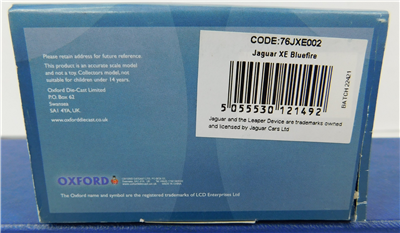 Please retain address for future reference.
This product is an accurate scale model
and not a toy. Collectors model, not
suitable for children under 14 years.
Oxford Die-Cast Limited
P.O. Box 62
Swansea
SA1 4YA, UK.
www.oxforddiecast.co.uk
CODE:76JXE002
Jaguar XE Bluefire
5 055530 121492
BATCH 22421
Jaguar and the Leaper Device are trademarks owned
and licensed by Jaguar Cars Ltd
OXFORD
The Oxford name and symbol are the registered trademarks of LCD Enterprises Ltd